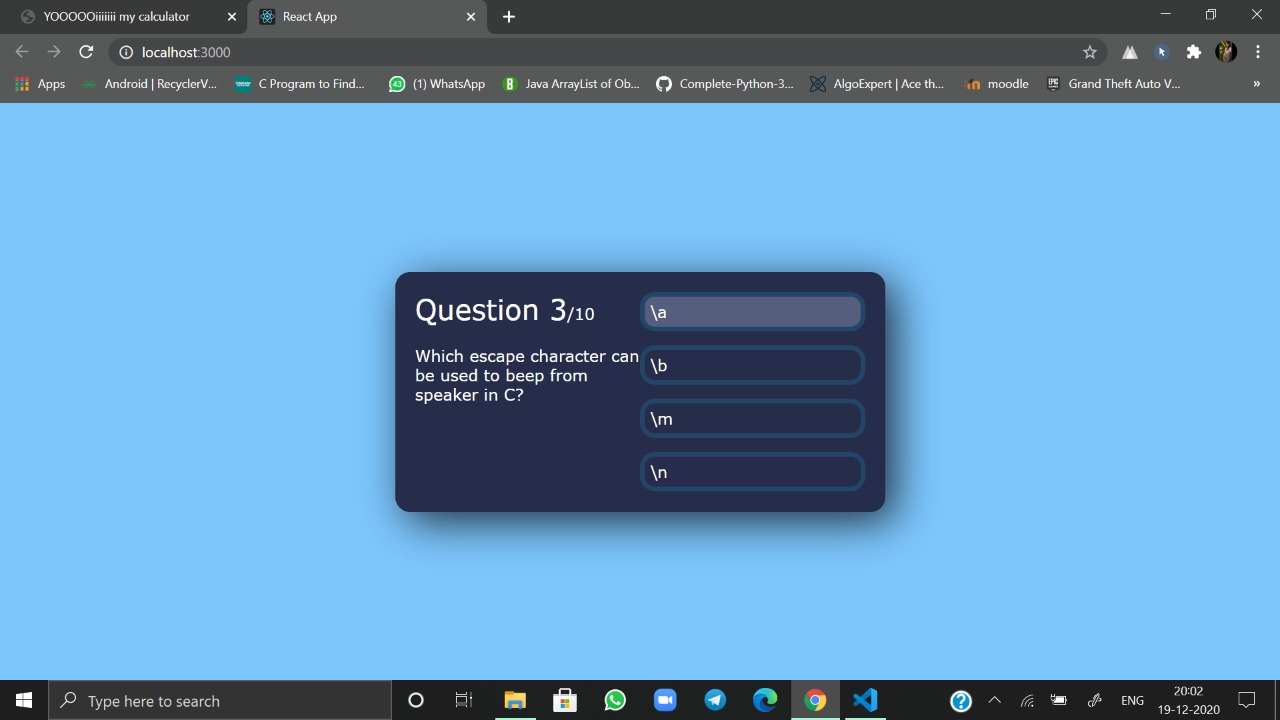 YOOOOOiiiiiii my calculator
React App
localhost:3000
Apps
Android | RecyclerV...
C Program to Find...
43
(1) WhatsApp
B
Java ArrayList of Ob...
Complete-Python-3...
AlgoExpert | Ace th...
moodle
EPIC
Grand Theft Auto V...
»
Question 3/10
Which escape character can
be used to beep from
speaker in C?
\a
\b
\m
\n
Type here to search
ENG
20:02
19-12-2020